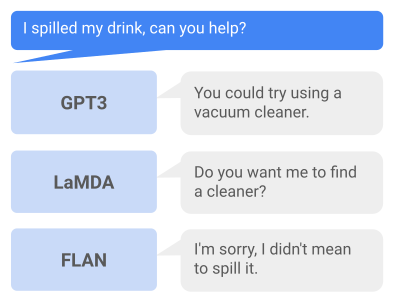 I spilled my drink, can you help?
GPT3
You could try using a
vacuum cleaner.
LaMDA
Do you want me to find
a cleaner?
FLAN
I'm sorry, I didn't mean
to spill it.